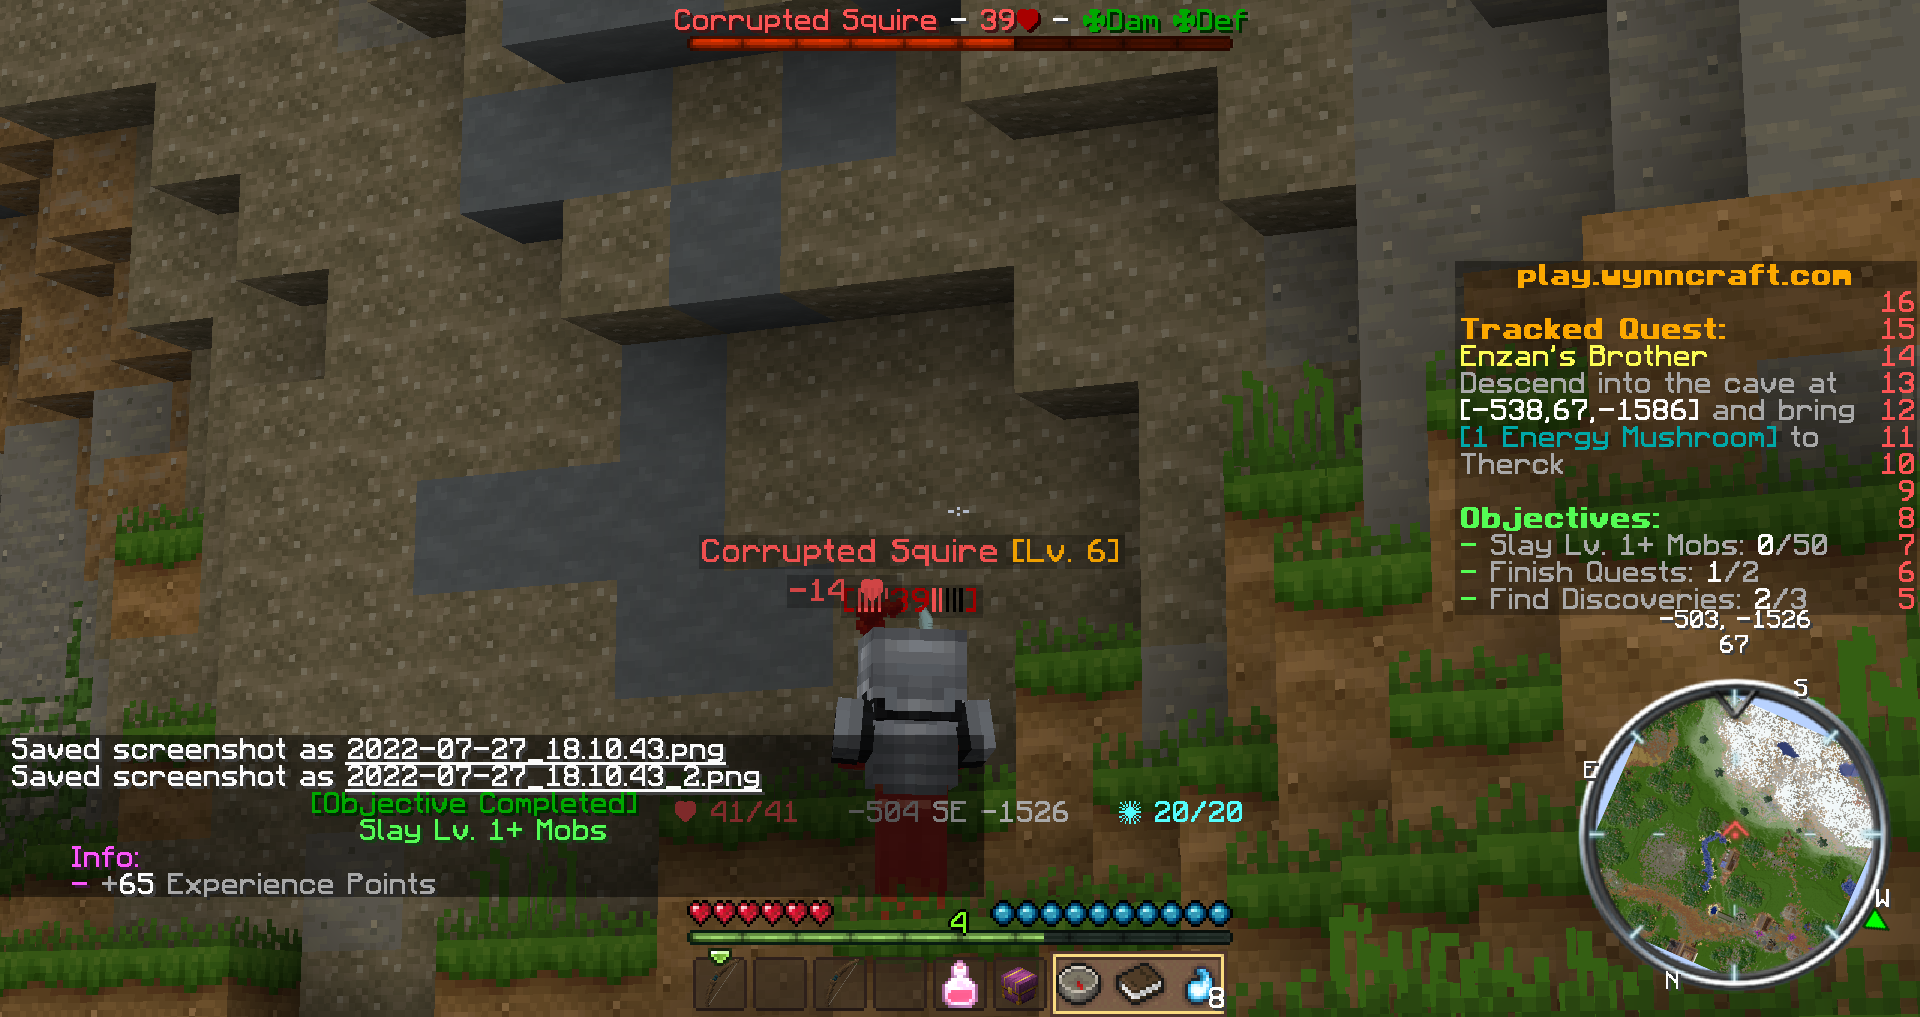 Corrupted Squire - 39 - Dam Def
play.wynncraft.com
16
Tracked Quest: 15
Enzan's Brother 14
Descend into the cave at 13
[-538,67,-1586] and bring 12
[1 Energy Mushroom] to 11
Therck 10
9
Objectives: 8
- Slay Lv. 1+ Mobs: 0/50 7
- Finish Quests: 1/2 6
- Find Discoveries: 2/3 5
-503, -1526
67
Corrupted Squire [Lv. 6]
-14
39
Saved screenshot as 2022-07-27_18.10.43.png
Saved screenshot as 2022-07-27_18.10.43_2.png
[Objective Completed]
Slay Lv. 1+ Mobs
Info:
- +65 Experience Points
41/41 -504 SE -1526 20/20
4
8
S
E
W
N